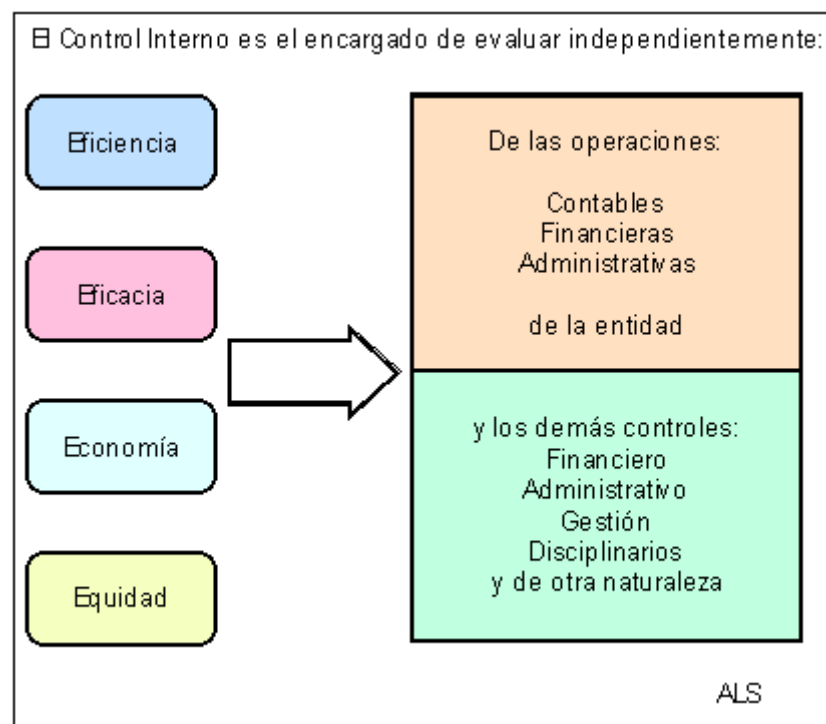 El Control Interno es el encargado de evaluar independientemente:
Eficiencia
Eficacia
Economía
Equidad
De las operaciones:
Contables
Financieras
Administrativas
de la entidad
y los demás controles:
Financiero
Administrativo
Gestión
Disciplinarios
y de otra naturaleza
ALS